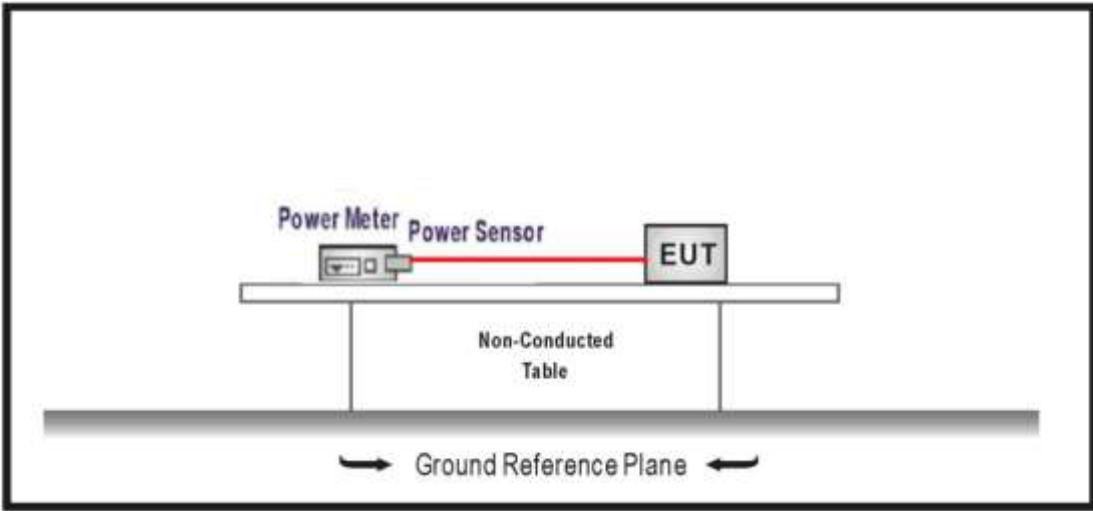 Power Meter
Power Sensor
EUT
Non-Conducted
Table
Ground Reference Plane